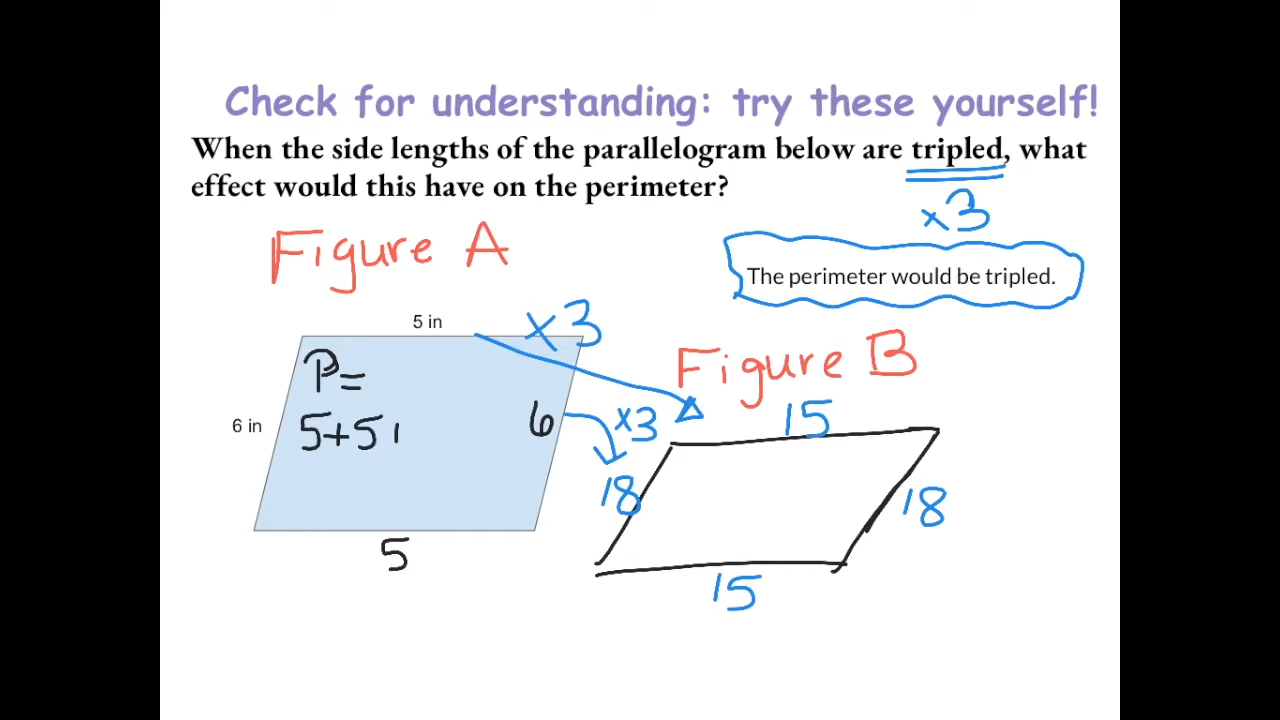 Check for understanding: try these yourself!
When the side lengths of the parallelogram below are tripled, what
effect would this have on the perimeter?
×3
Figure A
The perimeter would be tripled.
5 in
×3
P=
Figure B
6 in
5+5
6
×3
15
18
18
5
15